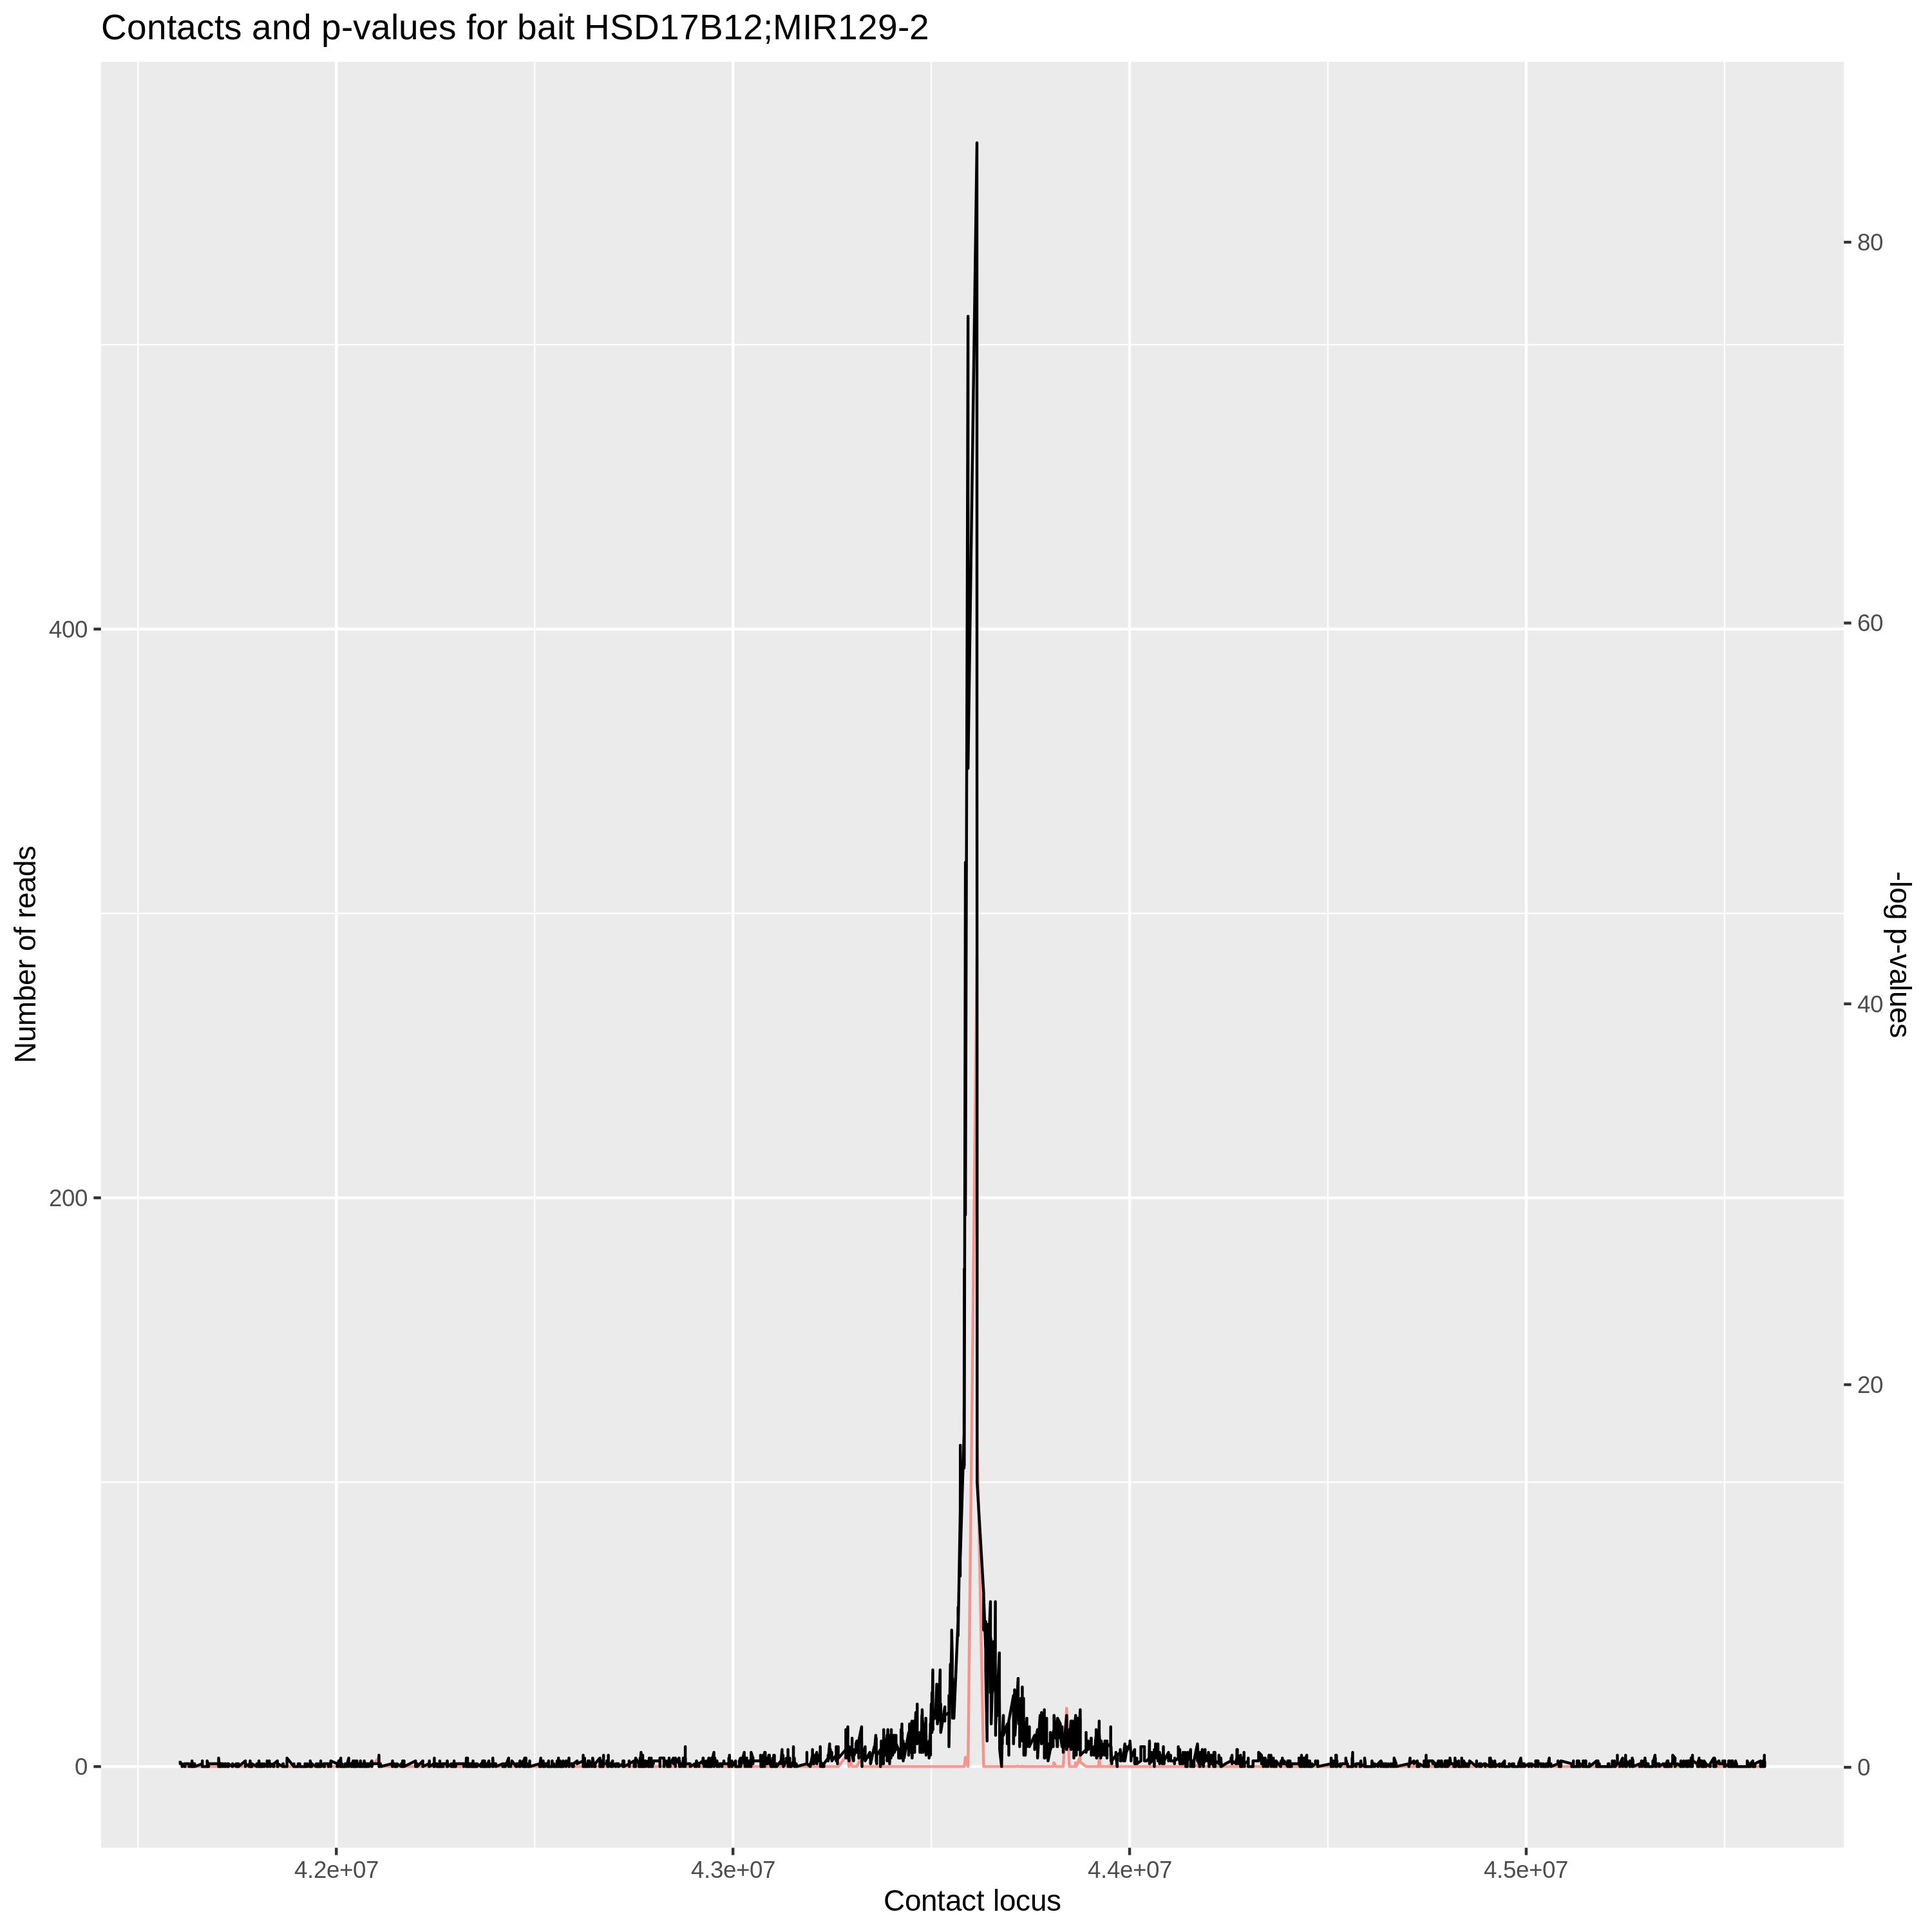 Contacts and p-values for bait HSD17B12;MIR129-2
80
400
60
Number of reads
-log p-values
40
200
20
0
0
4.2e+07
4.3e+07
4.4e+07
4.5e+07
Contact locus